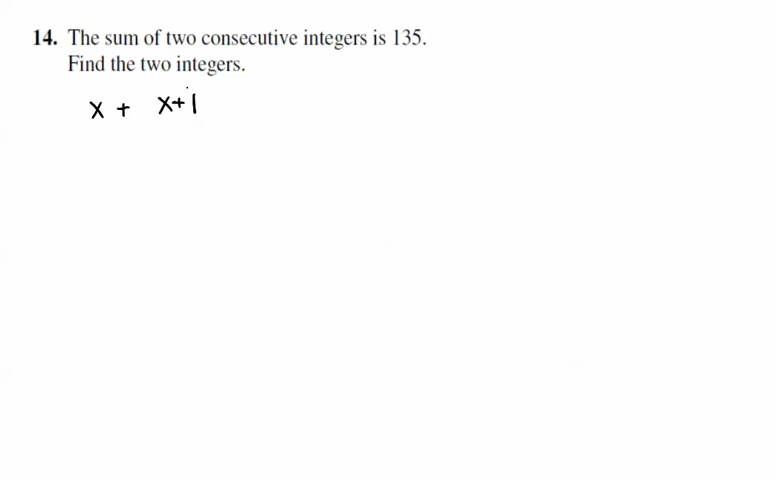 14. The sum of two consecutive integers is 135.
Find the two integers.
x + x+1